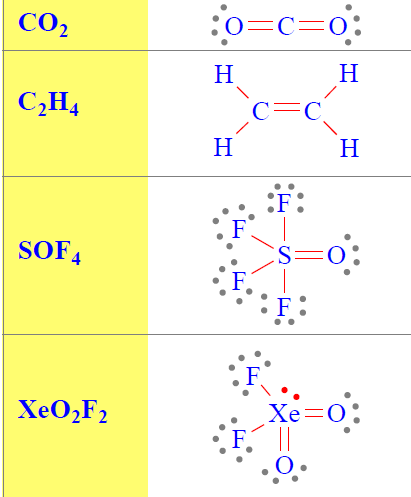 CO₂
O=C=O
C₂H₄
H H
C=C
H H
SOF₄
F
F
S=O
F
F
XeO₂F₂
F
Xe=O
F
O